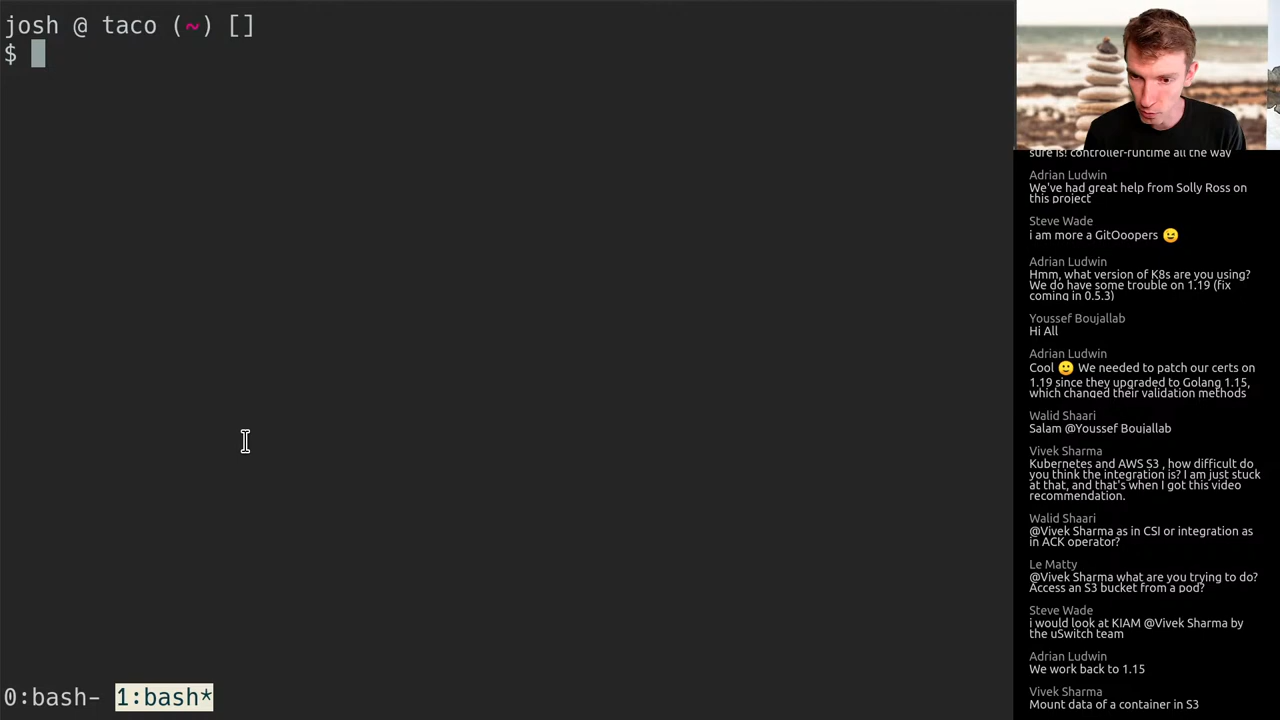 josh @ taco (~) []
$
0:bash- 1:bash*
sure is! controller-runtime all the way
Adrian Ludwin
We've had great help from Solly Ross on
this project
Steve Wade
i am more a GitOoopers 😉
Adrian Ludwin
Hmm, what version of K8s are you using?
We do have some trouble on 1.19 (fix
coming in 0.5.3)
Youssef Boujallab
Hi All
Adrian Ludwin
Cool 🙂 We needed to patch our certs on
1.19 since they upgraded to Golang 1.15,
which changed their validation methods
Walid Shaari
Salam @Youssef Boujallab
Vivek Sharma
Kubernetes and AWS S3 , how difficult do
you think the integration is? I am just stuck
at that, and that's when I got this video
recommendation.
Walid Shaari
@Vivek Sharma as in CSI or integration as
in ACK operator?
Le Matty
@Vivek Sharma what are you trying to do?
Access an S3 bucket from a pod?
Steve Wade
i would look at KIAM @Vivek Sharma by
the uSwitch team
Adrian Ludwin
We work back to 1.15
Vivek Sharma
Mount data of a container in S3